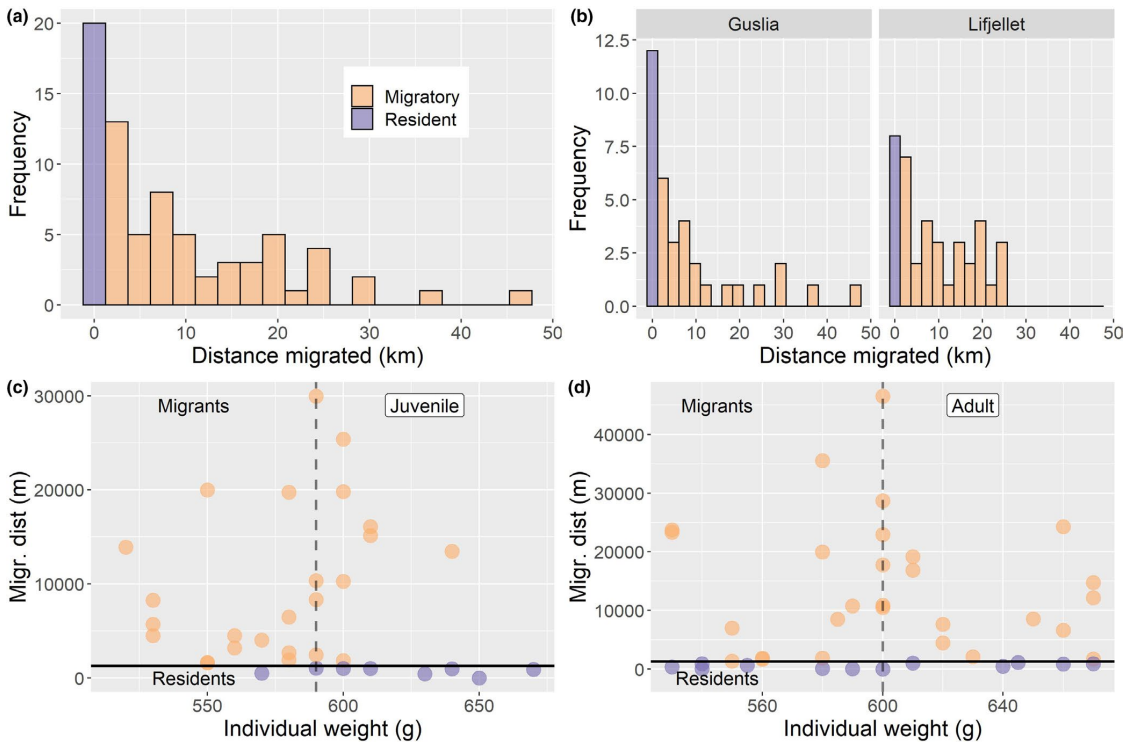 (a)
20
15
10
5
0
Frequency
Migratory
Resident
0 10 20 30 40 50
Distance migrated (km)
(b)
Guslia Lifjellet
12.5
10.0
7.5
5.0
2.5
0.0
Frequency
0 10 20 30 40 50 0 10 20 30 40 50
Distance migrated (km)
(c)
30000
20000
10000
0
Migr. dist (m)
Migrants Juvenile
Residents
550 600 650
Individual weight (g)
(d)
40000
30000
20000
10000
0
Migr. dist (m)
Migrants Adult
Residents
560 600 640
Individual weight (g)